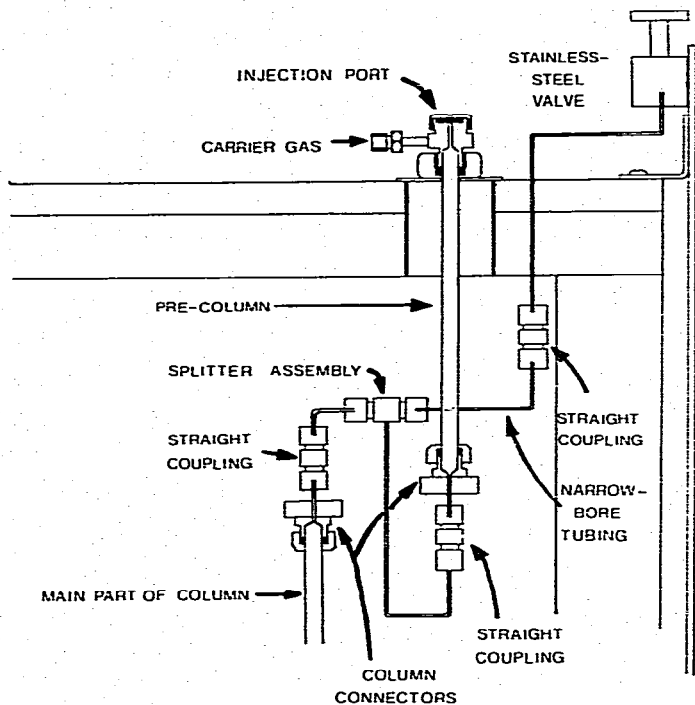 INJECTION PORT
STAINLESS-
STEEL
VALVE
CARRIER GAS
PRE-COLUMN
SPLITTER ASSEMBLY
STRAIGHT
COUPLING
STRAIGHT
COUPLING
NARROW-
BORE
TUBING
MAIN PART OF COLUMN
STRAIGHT
COUPLING
COLUMN
CONNECTORS